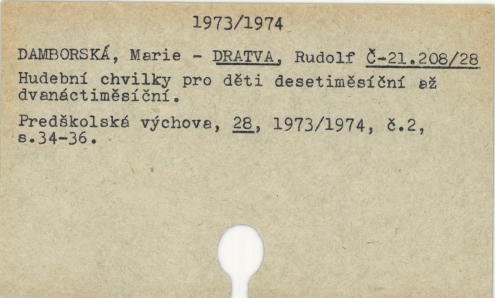 1973/1974
DAMBORSKÁ, Marie - DRATVA, Rudolf Č-21.208/28
Hudební chvilky pro děti desetiměsíční až
dvanáctiměsíční.
Predškolská výchova, 28, 1973/1974, č.2,
s.34-36.